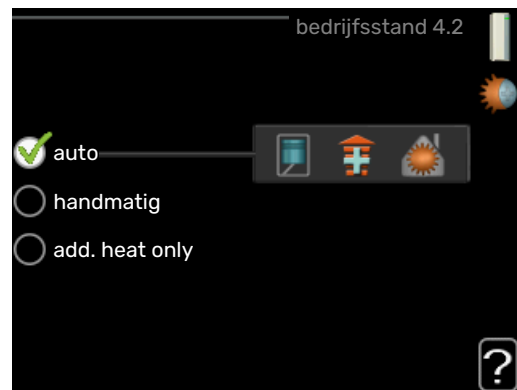 bedrijfsstand 4.2
auto
handmatig
add. heat only
?